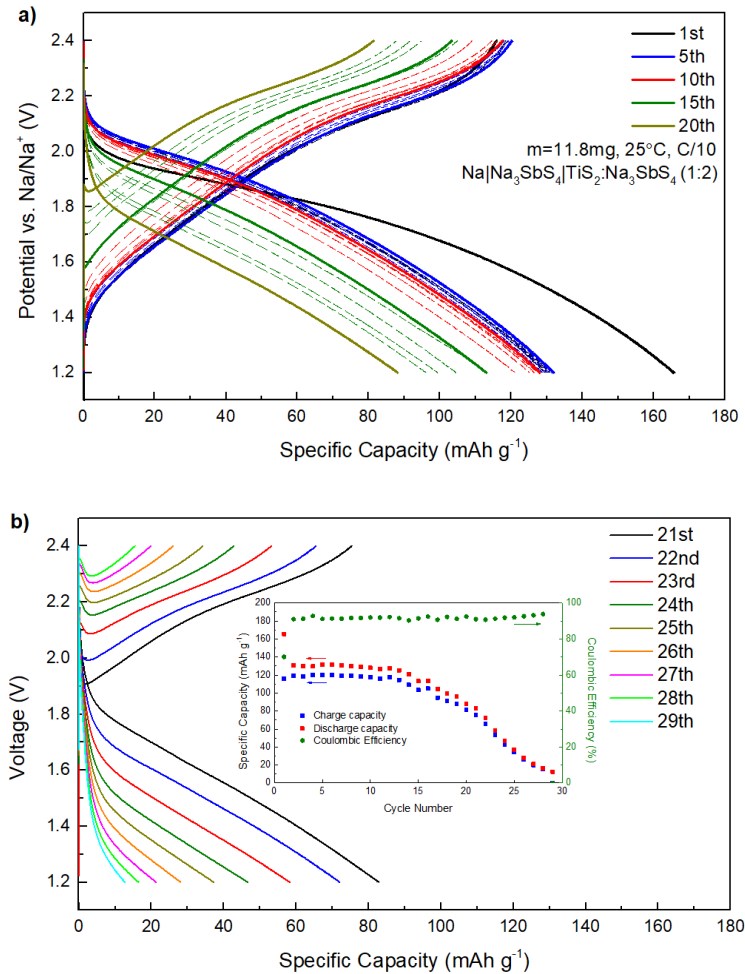 a)
2.4
2.2
2.0
1.8
1.6
1.4
1.2
Potential vs. Na/Na⁺ (V)
1st
5th
10th
15th
20th
m=11.8mg, 25°C, C/10
Na|Na₃SbS₄|TiS₂:Na₃SbS₄ (1:2)
0 20 40 60 80 100 120 140 160 180
Specific Capacity (mAh g⁻¹)
b)
2.4
2.2
2.0
1.8
1.6
1.4
1.2
Voltage (V)
21st
22nd
23rd
24th
25th
26th
27th
28th
29th
200
180
160
140
120
100
80
60
40
20
0
Specific Capacity (mAh g⁻¹)
Charge capacity
Discharge capacity
Coulombic Efficiency
100
80
60
40
20
0
Coulombic Efficiency (%)
0 5 10 15 20 25 30
Cycle Number
0 20 40 60 80 100 120 140 160 180
Specific Capacity (mAh g⁻¹)